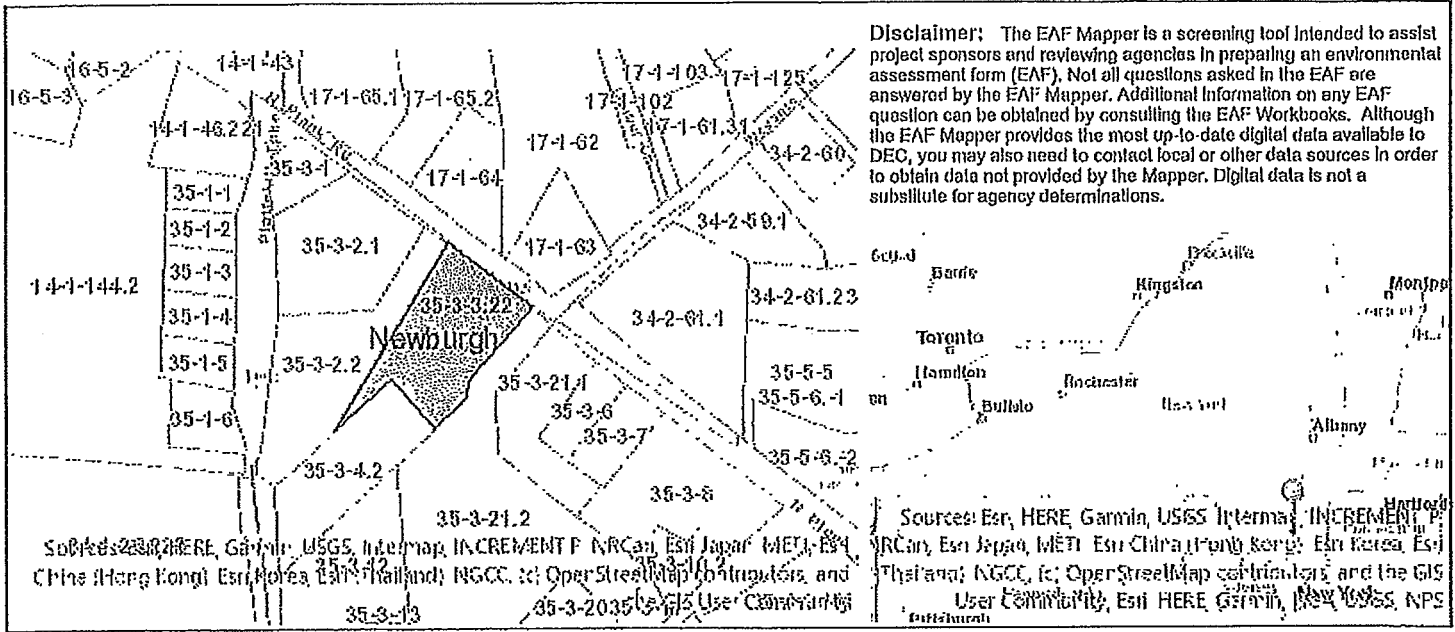 Disclaimer: The EAF Mapper is a screening tool intended to assist
project sponsors and reviewing agencies in preparing an environmental
assessment form (EAF). Not all questions asked in the EAF are
answered by the EAF Mapper. Additional information on any EAF
question can be obtained by consulting the EAF Workbooks. Although
the EAF Mapper provides the most up-to-date digital data available to
DEC, you may also need to contact local or other data sources in order
to obtain data not provided by the Mapper. Digital data is not a
substitute for agency determinations.
16-5-2
14-1-43
17-1-103
17-1-125
16-5-3
17-1-65.1
17-1-65.2
17-1-102
14-1-46.221
17-1-61.31
17-1-62
34-2-60
35-3-1
17-1-64
35-1-1
35-1-2
34-2-59.1
35-3-2.1
17-1-63
35-1-3
14-1-144.2
34-2-61.23
35-3-3.22
35-1-4
34-2-61.1
Newburgh
35-1-5
35-3-2.2
35-5-5
35-3-21.1
35-5-6.-1
35-3-6
35-1-6
35-3-7
35-5-6.-2
35-3-4.2
35-3-8
35-3-21.2
HERE, Garmin, USGS, Intermap, INCREMENT P, NRCan, Esri Japan, METI, Esri
China (Hong Kong), Esri Korea, Esri (Thailand), NGCC, (c) OpenStreetMap contributors, and
the GIS User Community
35-3-13
Barrie
Kingston
Toronto
Hamilton
Rochester
Buffalo
Albany
Hartford
Sources: Esri, HERE, Garmin, USGS, Intermap, INCREMENT P,
NRCan, Esri Japan, METI, Esri China (Hong Kong), Esri Korea, Esri
(Thailand), NGCC, (c) OpenStreetMap contributors, and the GIS
User Community, Esri, HERE, Garmin, USGS, NPS
Pittsburgh